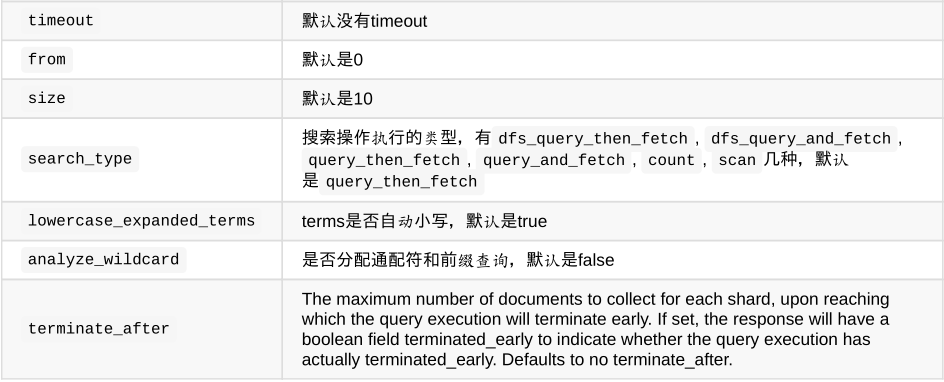 timeout 默认没有timeout
from 默认是0
size 默认是10
search_type 搜索操作执行的类型，有 dfs_query_then_fetch , dfs_query_and_fetch ,
query_then_fetch , query_and_fetch , count , scan 几种，默认
是 query_then_fetch
lowercase_expanded_terms terms是否自动小写，默认是true
analyze_wildcard 是否分配通配符和前缀查询，默认是false
terminate_after The maximum number of documents to collect for each shard, upon reaching
which the query execution will terminate early. If set, the response will have a
boolean field terminated_early to indicate whether the query execution has
actually terminated_early. Defaults to no terminate_after.